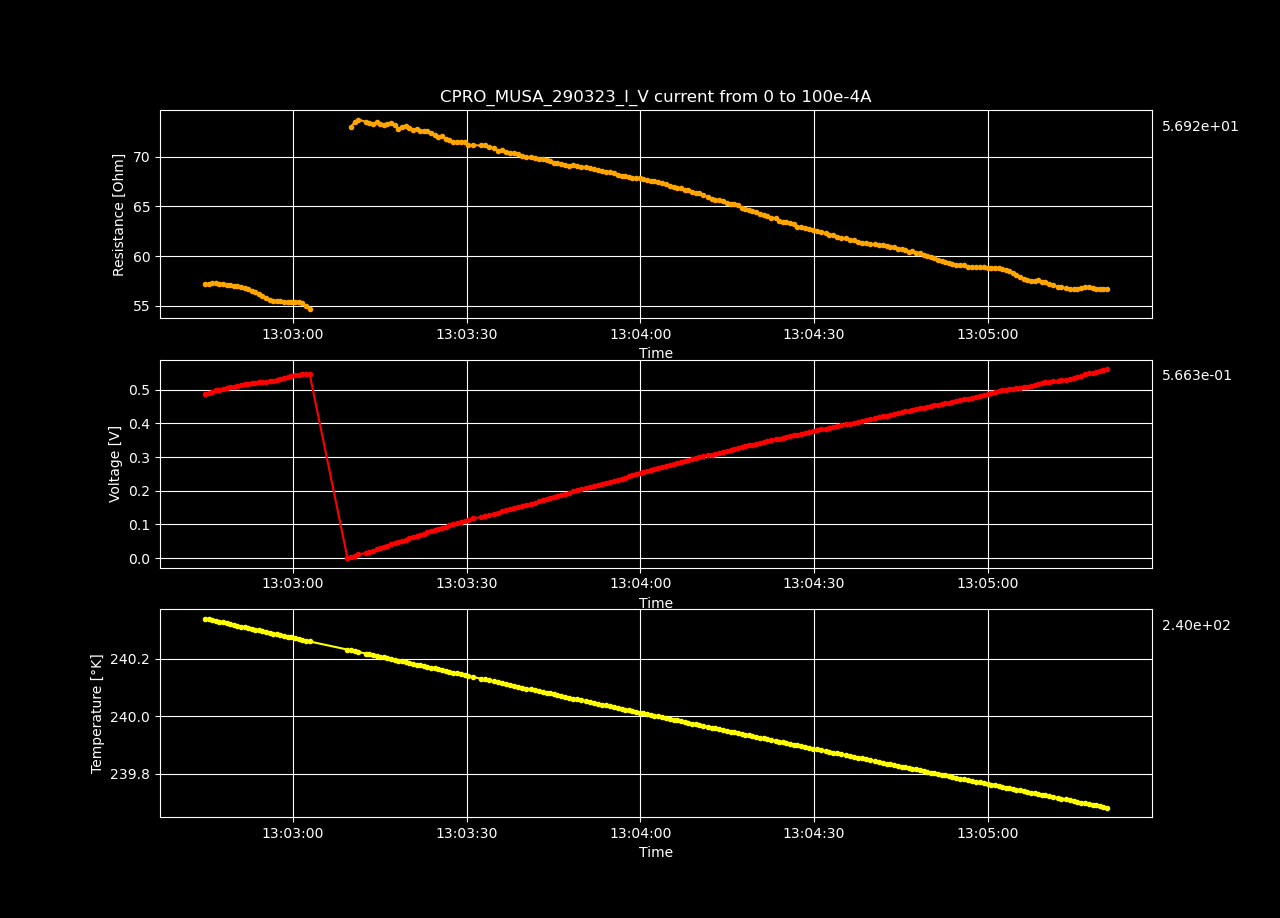 CPRO_MUSA_290323_I_V current from 0 to 100e-4A
5.692e+01
Resistance [Ohm]
70
65
60
55
13:03:00 13:03:30 13:04:00 13:04:30 13:05:00
Time
5.663e-01
Voltage [V]
0.5
0.4
0.3
0.2
0.1
0.0
13:03:00 13:03:30 13:04:00 13:04:30 13:05:00
Time
2.40e+02
Temperature [°K]
240.2
240.0
239.8
13:03:00 13:03:30 13:04:00 13:04:30 13:05:00
Time